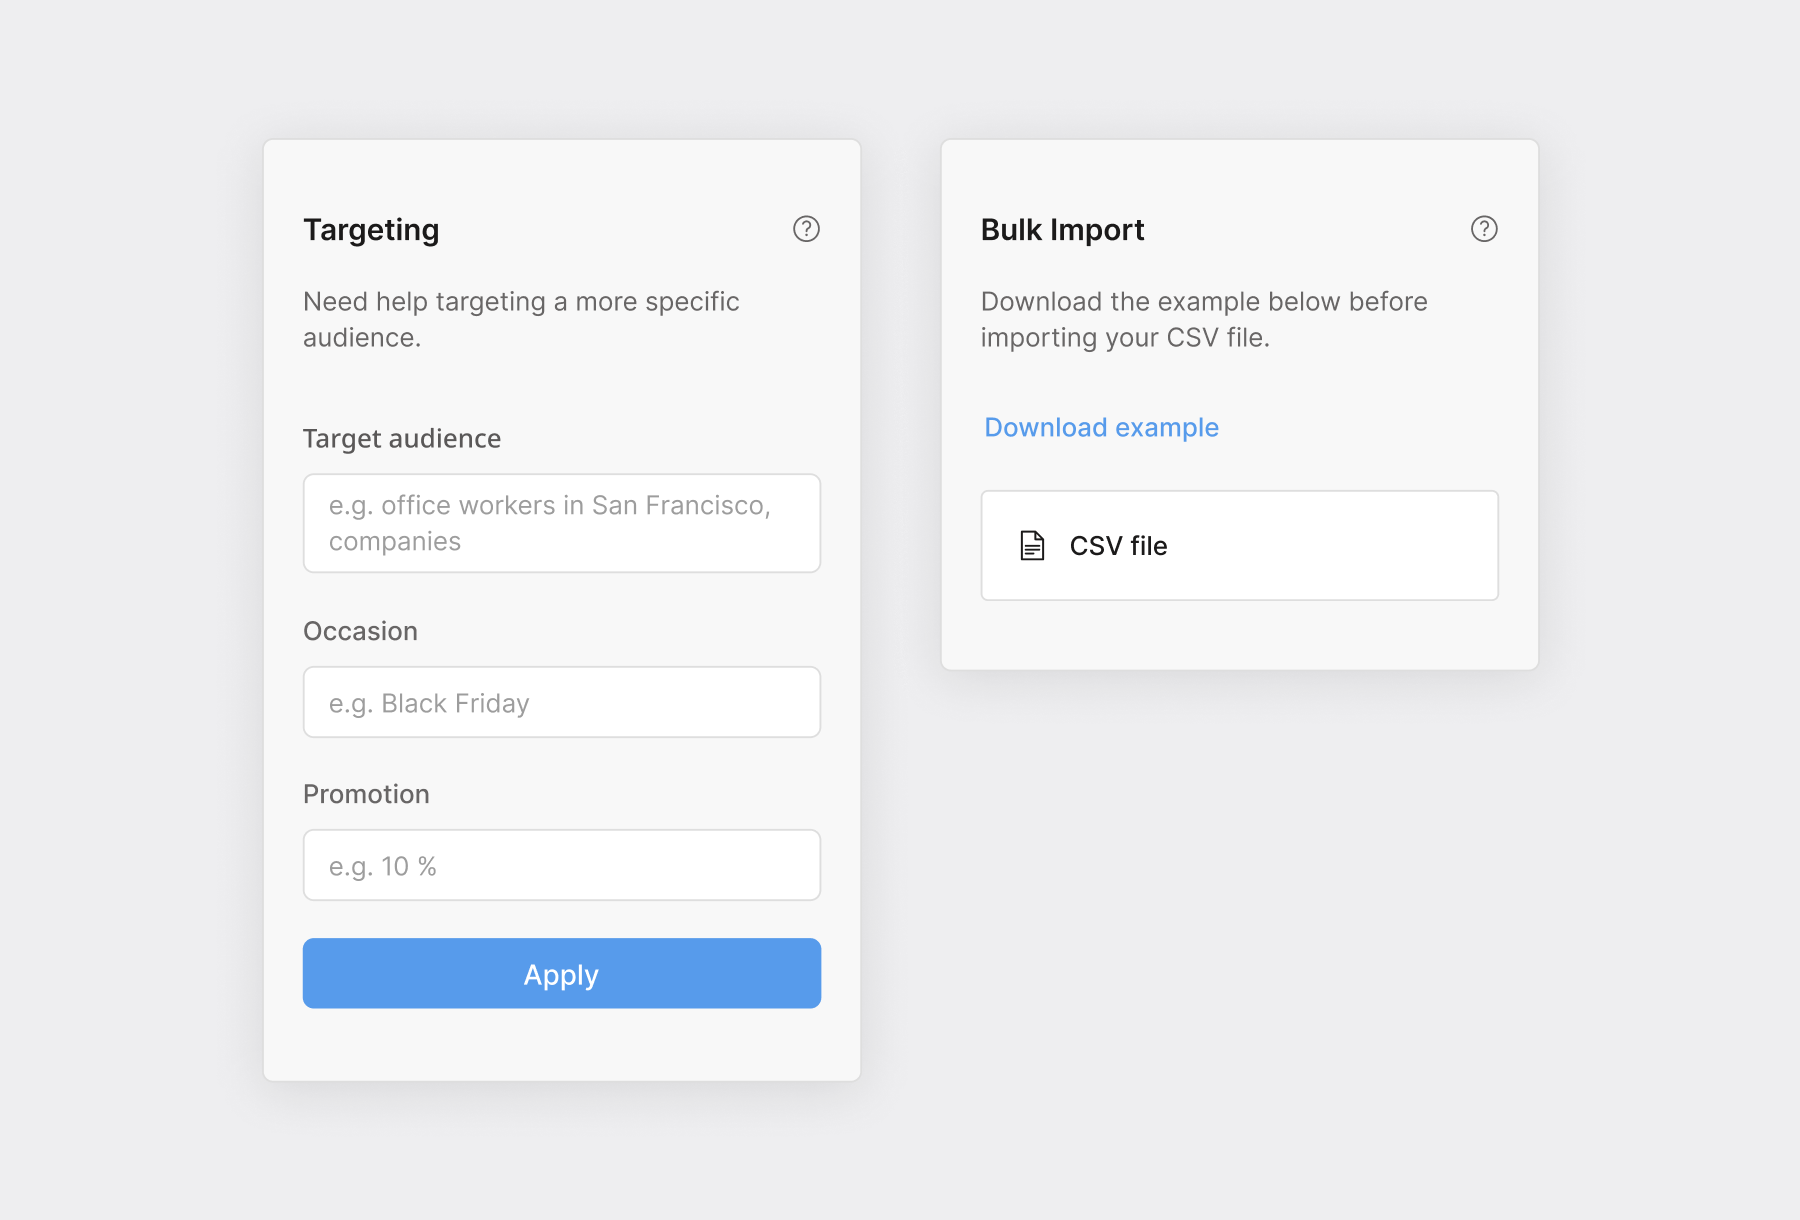 Targeting
Need help targeting a more specific
audience.
Target audience
e.g. office workers in San Francisco,
companies
Occasion
e.g. Black Friday
Promotion
e.g. 10 %
Apply
Bulk Import
Download the example below before
importing your CSV file.
Download example
CSV file